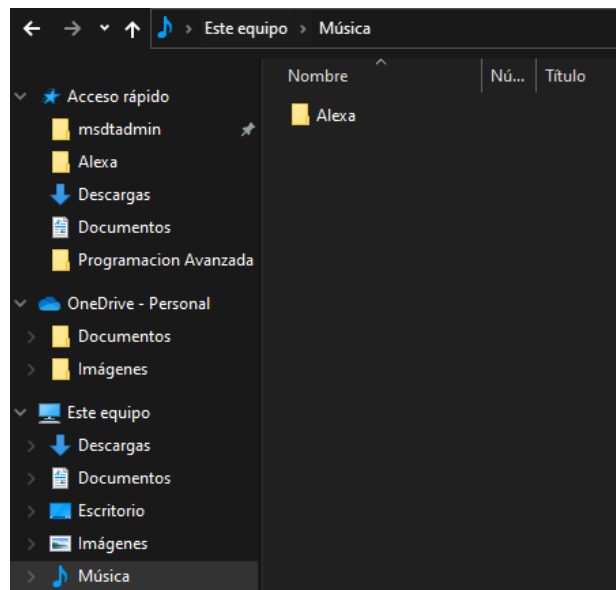 Este equipo > Música
Nombre Nú... Título
Alexa
Acceso rápido
msdtadmin
Alexa
Descargas
Documentos
Programacion Avanzada
OneDrive - Personal
Documentos
Imágenes
Este equipo
Descargas
Documentos
Escritorio
Imágenes
Música